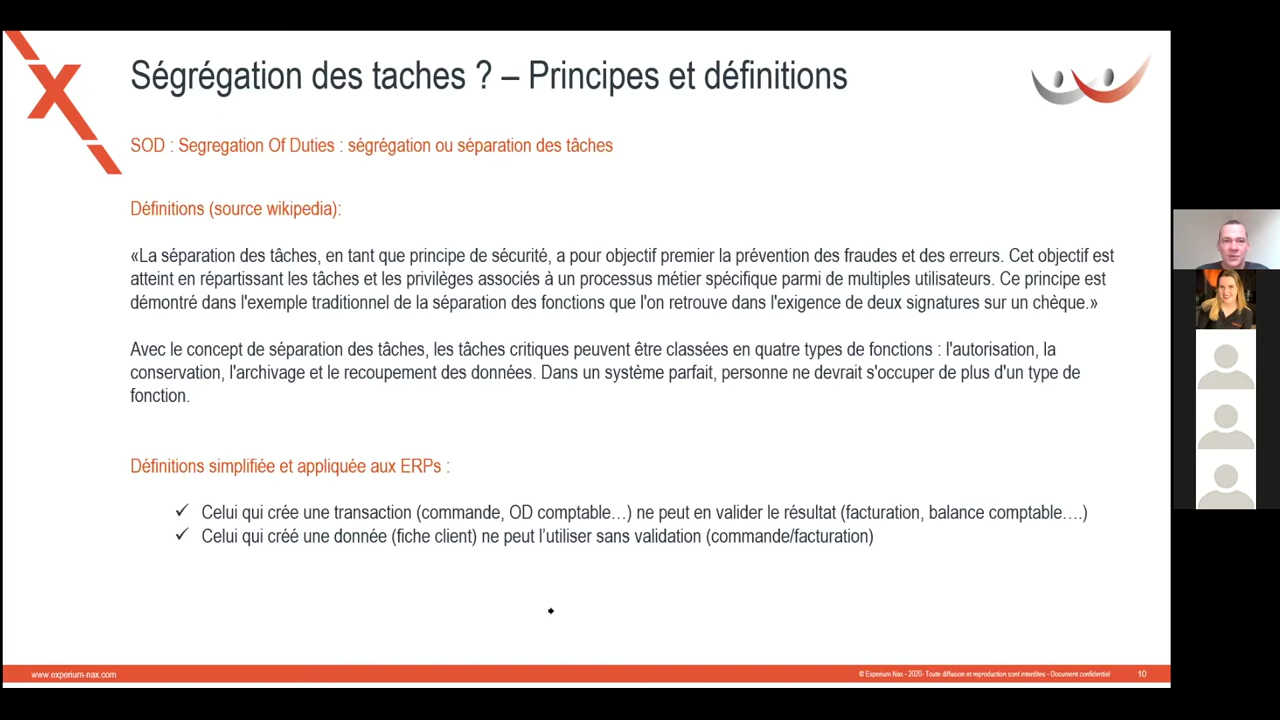 Ségrégation des taches ? – Principes et définitions
SOD : Segregation Of Duties : ségrégation ou séparation des tâches
Définitions (source wikipedia):
«La séparation des tâches, en tant que principe de sécurité, a pour objectif premier la prévention des fraudes et des erreurs. Cet objectif est
atteint en répartissant les tâches et les privilèges associés à un processus métier spécifique parmi de multiples utilisateurs. Ce principe est
démontré dans l'exemple traditionnel de la séparation des fonctions que l'on retrouve dans l'exigence de deux signatures sur un chèque.»
Avec le concept de séparation des tâches, les tâches critiques peuvent être classées en quatre types de fonctions : l'autorisation, la
conservation, l'archivage et le recoupement des données. Dans un système parfait, personne ne devrait s'occuper de plus d'un type de
fonction.
Définitions simplifiée et appliquée aux ERPs :
✓ Celui qui crée une transaction (commande, OD comptable…) ne peut en valider le résultat (facturation, balance comptable….)
✓ Celui qui créé une donnée (fiche client) ne peut l’utiliser sans validation (commande/facturation)
www.experium-nax.com
© Experium Nax - 2020- Toute diffusion et reproduction sont interdites - Document confidentiel
10